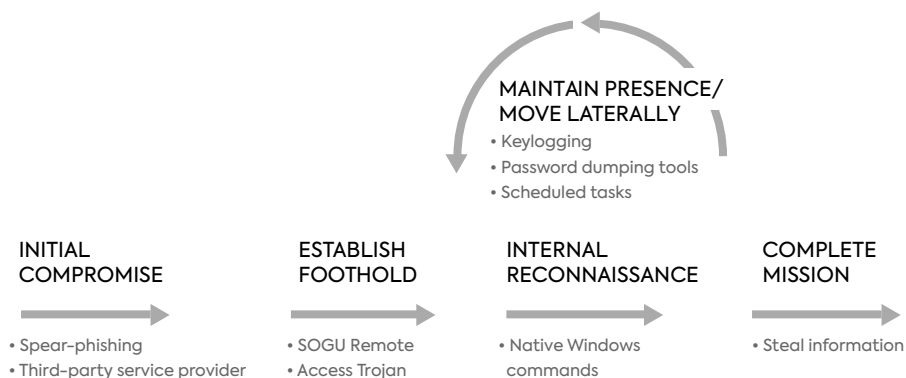 MAINTAIN PRESENCE/
MOVE LATERALLY
• Keylogging
• Password dumping tools
• Scheduled tasks
INITIAL
COMPROMISE
• Spear-phishing
• Third-party service provider
ESTABLISH
FOOTHOLD
• SOGU Remote
• Access Trojan
INTERNAL
RECONNAISSANCE
• Native Windows
commands
COMPLETE
MISSION
• Steal information